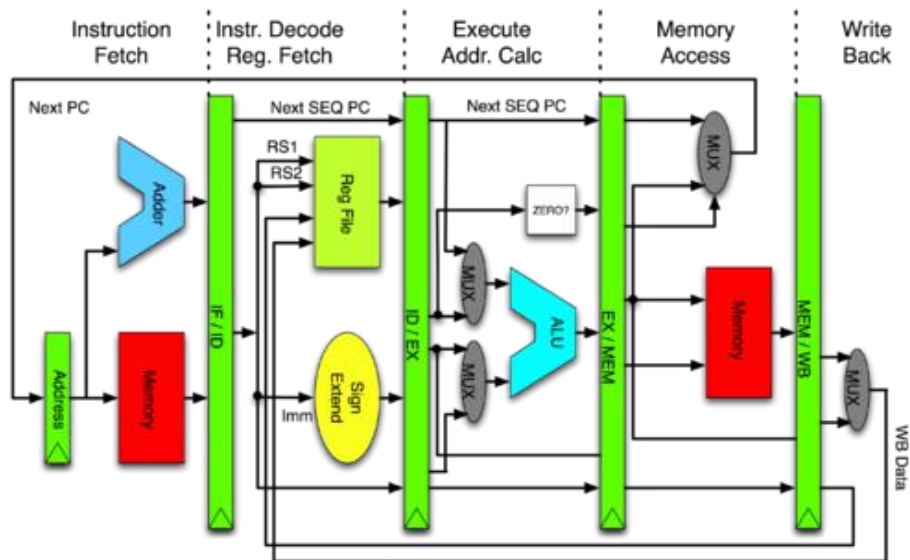 Instruction
Fetch
Instr. Decode
Reg. Fetch
Execute
Addr. Calc
Memory
Access
Write
Back
Next PC
Next SEQ PC
Next SEQ PC
RS1
RS2
Reg File
MUX
Adder
ZERO?
MUX
IF / ID
ID / EX
ALU
EX / MEM
Memory
MEM / WB
Address
Memory
Sign
Extend
MUX
MUX
Imm
WB Data